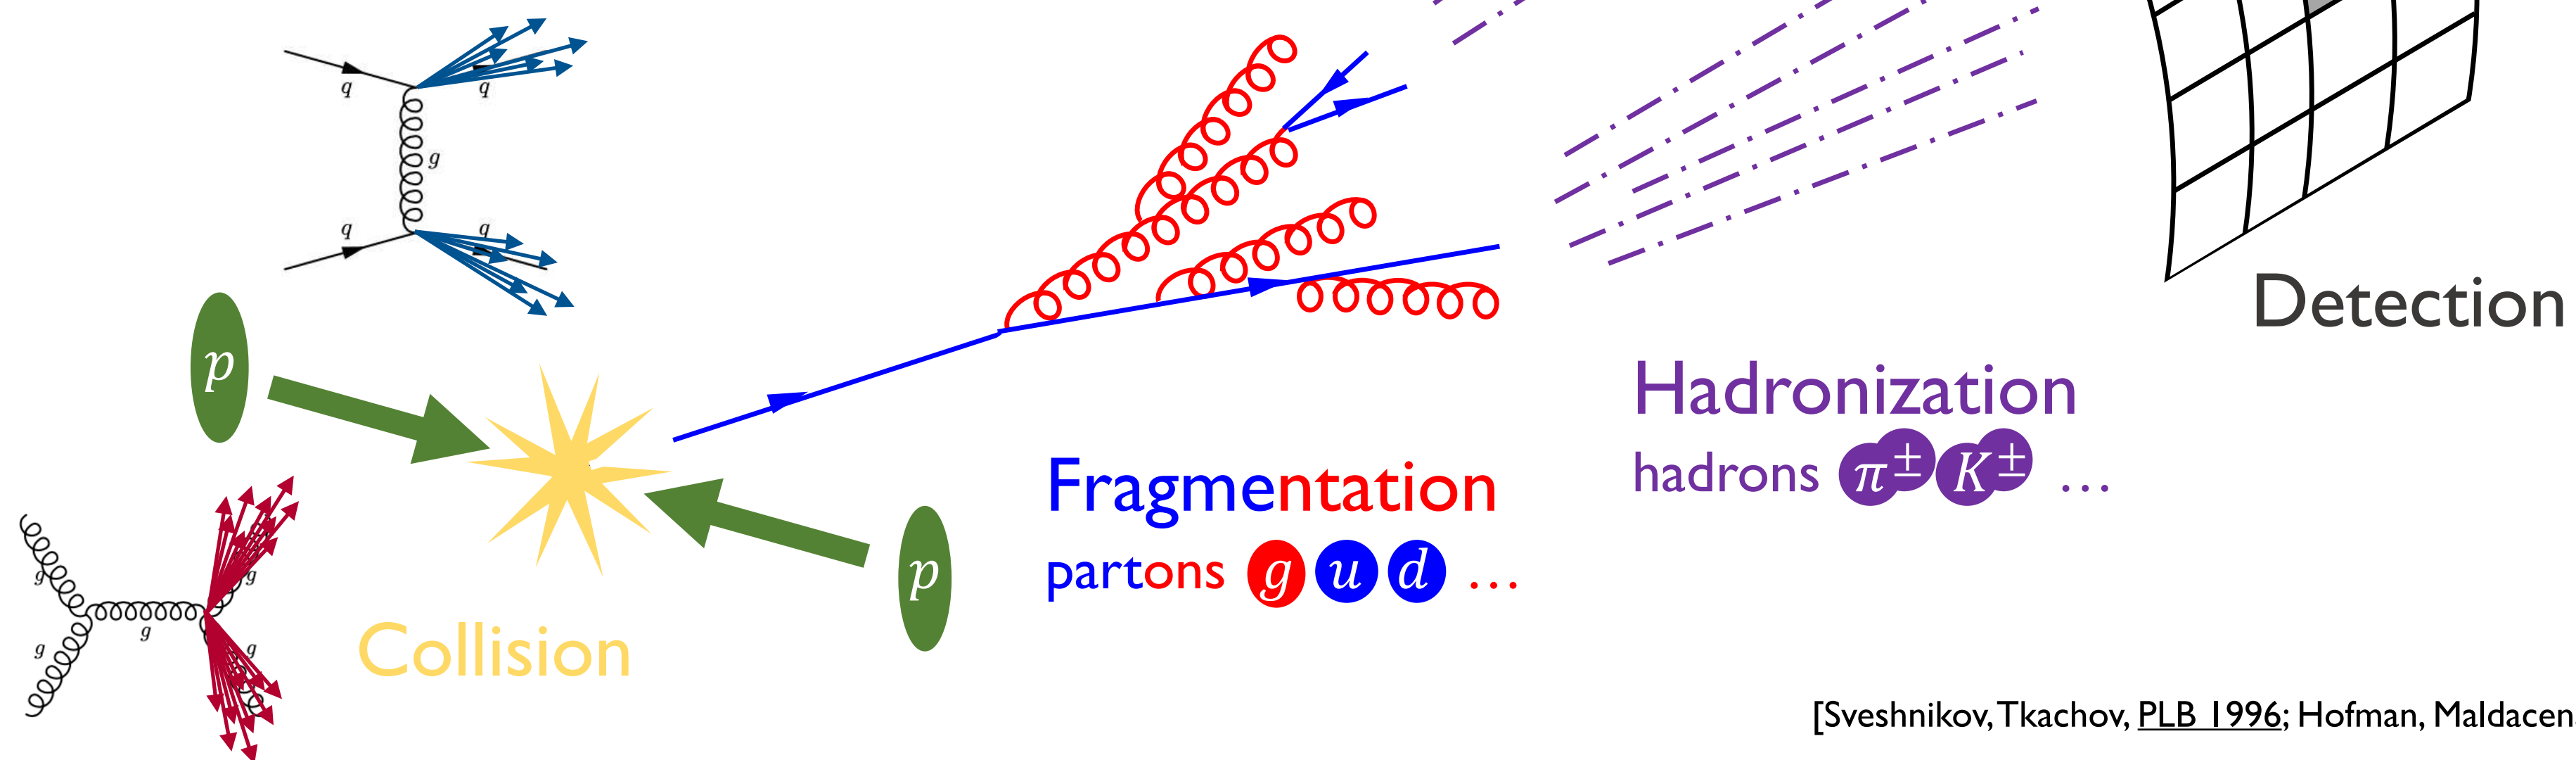 q
q
g
q
q
p
Detection
Hadronization
hadrons π± K± …
Fragmentation
partons g u d …
p
g
g
g
g
g
Collision
[Sveshnikov, Tkachov, PLB 1996; Hofman, Maldacen